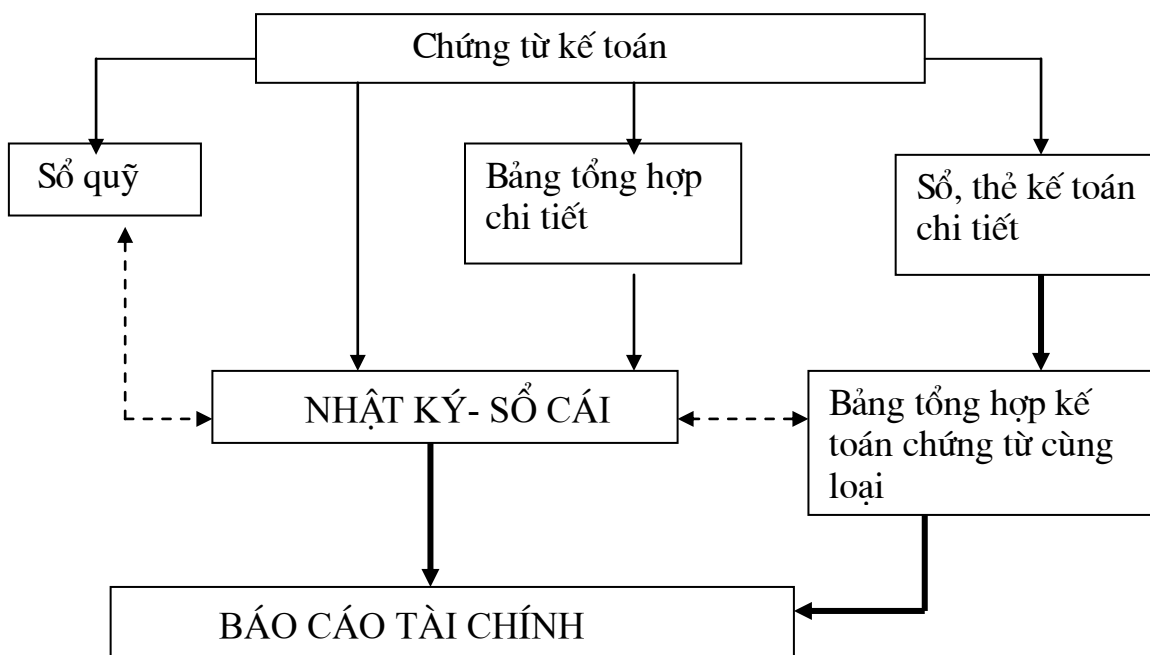 Chứng từ kế toán
Sổ quỹ
Bảng tổng hợp
chi tiết
Sổ, thẻ kế toán
chi tiết
NHẬT KÝ- SỔ CÁI
Bảng tổng hợp kế
toán chứng từ cùng
loại
BÁO CÁO TÀI CHÍNH